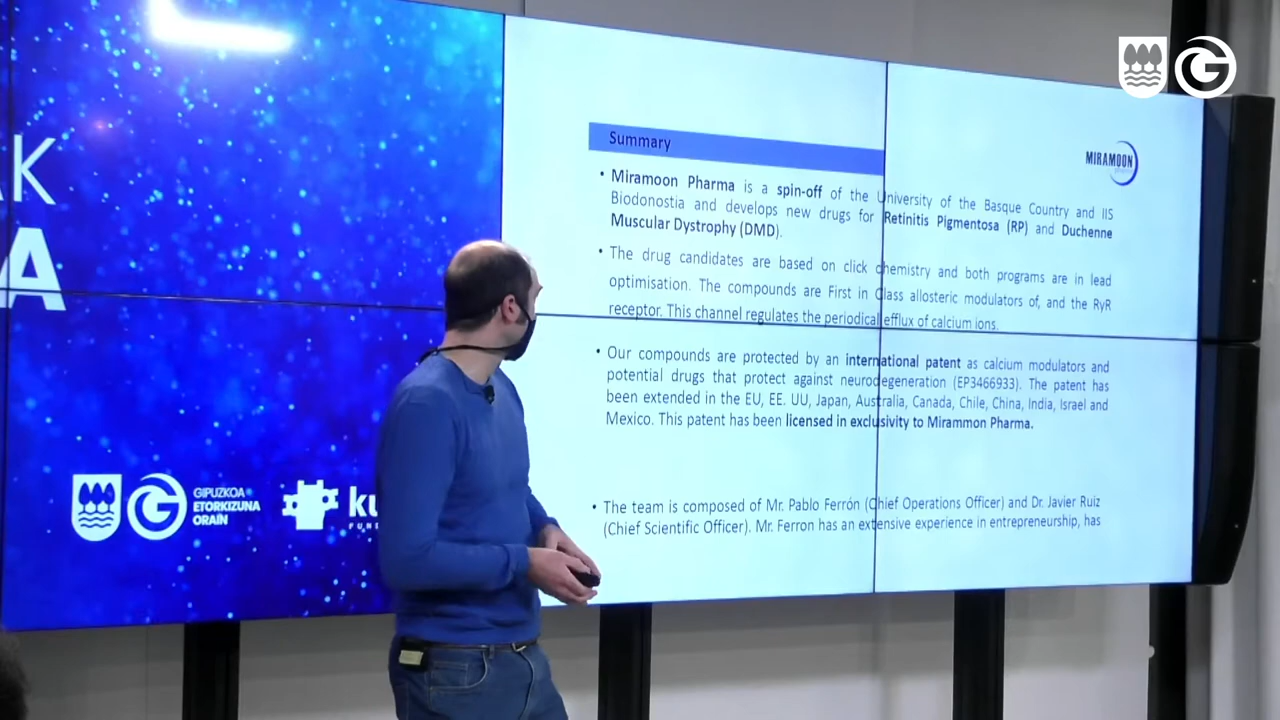 AK
A
GIPUZKOA
ETORKIZUNA
ORAIN
ku
FUND
Summary
MIRAMOON
• Miramoon Pharma is a spin-off of the University of the Basque Country and IIS
Biodonostia and develops new drugs for Retinitis Pigmentosa (RP) and Duchenne
Muscular Dystrophy (DMD).
• The drug candidates are based on click chemistry and both programs are in lead
optimisation. The compounds are First in Class allosteric modulators of, and the RyR
receptor. This channel regulates the periodical efflux of calcium ions.
• Our compounds are protected by an international patent as calcium modulators and
potential drugs that protect against neurodegeneration (EP3466933). The patent has
been extended in the EU, EE. UU, Japan, Australia, Canada, Chile, China, India, Israel and
Mexico. This patent has been licensed in exclusivity to Mirammon Pharma.
• The team is composed of Mr. Pablo Ferrón (Chief Operations Officer) and Dr. Javier Ruiz
(Chief Scientific Officer). Mr. Ferron has an extensive experience in entrepreneurship, has